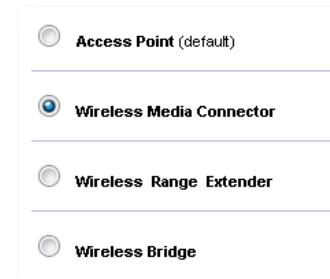 Access Point (default)
Wireless Media Connector
Wireless Range Extender
Wireless Bridge